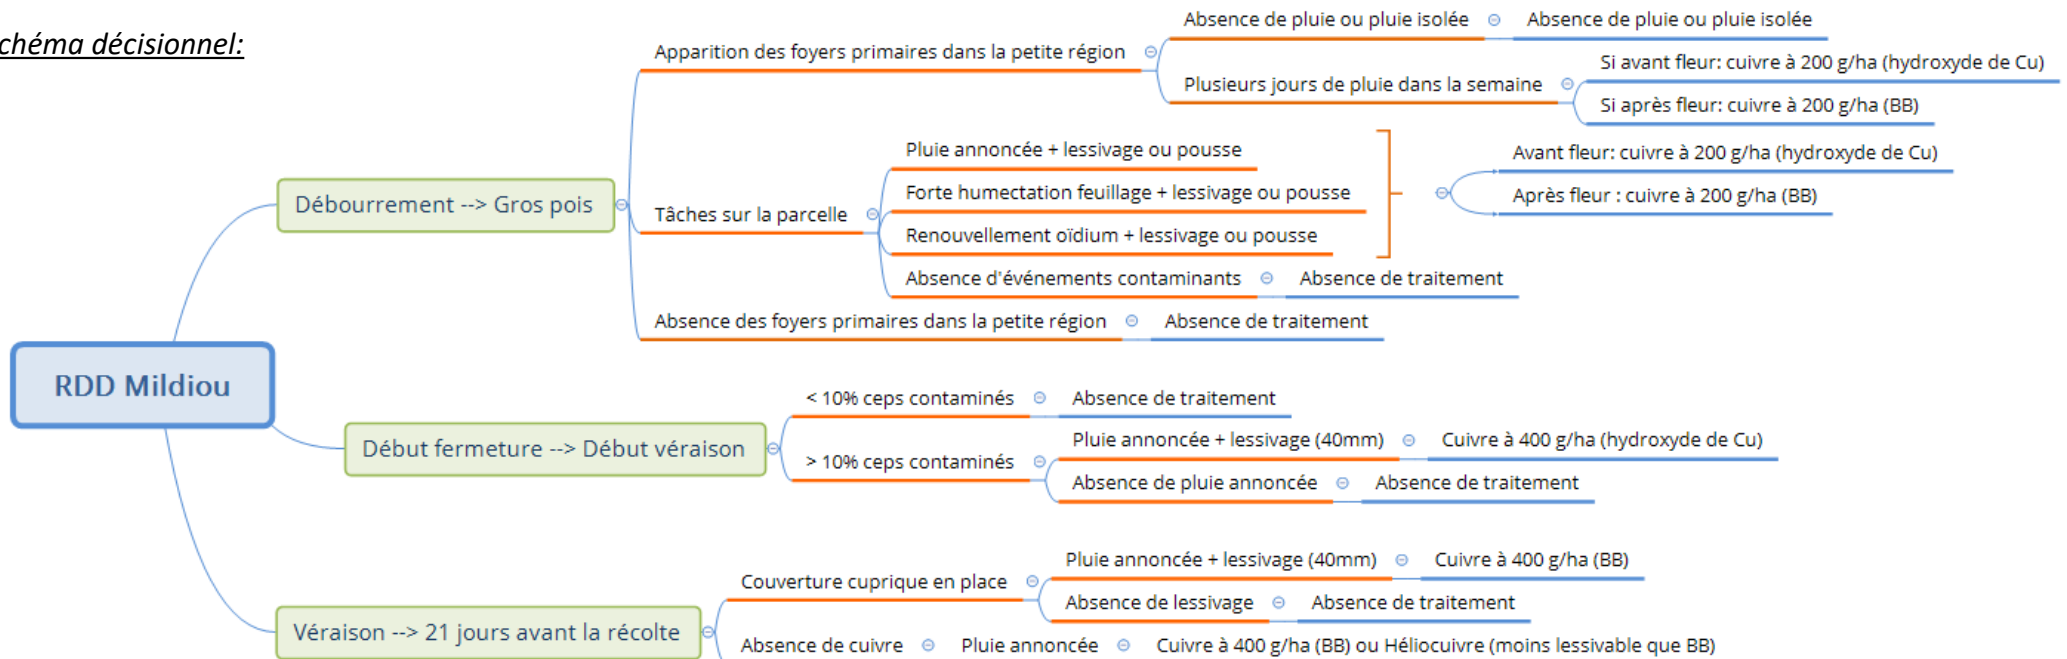 chéma décisionnel:
RDD Mildiou
Débourrement --> Gros pois
Apparition des foyers primaires dans la petite région
Absence de pluie ou pluie isolée
Absence de pluie ou pluie isolée
Plusieurs jours de pluie dans la semaine
Si avant fleur: cuivre à 200 g/ha (hydroxyde de Cu)
Si après fleur: cuivre à 200 g/ha (BB)
Tâches sur la parcelle
Pluie annoncée + lessivage ou pousse
Forte humectation feuillage + lessivage ou pousse
Renouvellement oïdium + lessivage ou pousse
Avant fleur: cuivre à 200 g/ha (hydroxyde de Cu)
Après fleur : cuivre à 200 g/ha (BB)
Absence d'événements contaminants
Absence de traitement
Absence des foyers primaires dans la petite région
Absence de traitement
Début fermeture --> Début véraison
< 10% ceps contaminés
Absence de traitement
> 10% ceps contaminés
Pluie annoncée + lessivage (40mm)
Cuivre à 400 g/ha (hydroxyde de Cu)
Absence de pluie annoncée
Absence de traitement
Véraison --> 21 jours avant la récolte
Couverture cuprique en place
Pluie annoncée + lessivage (40mm)
Cuivre à 400 g/ha (BB)
Absence de lessivage
Absence de traitement
Absence de cuivre
Pluie annoncée
Cuivre à 400 g/ha (BB) ou Héliocuivre (moins lessivable que BB)